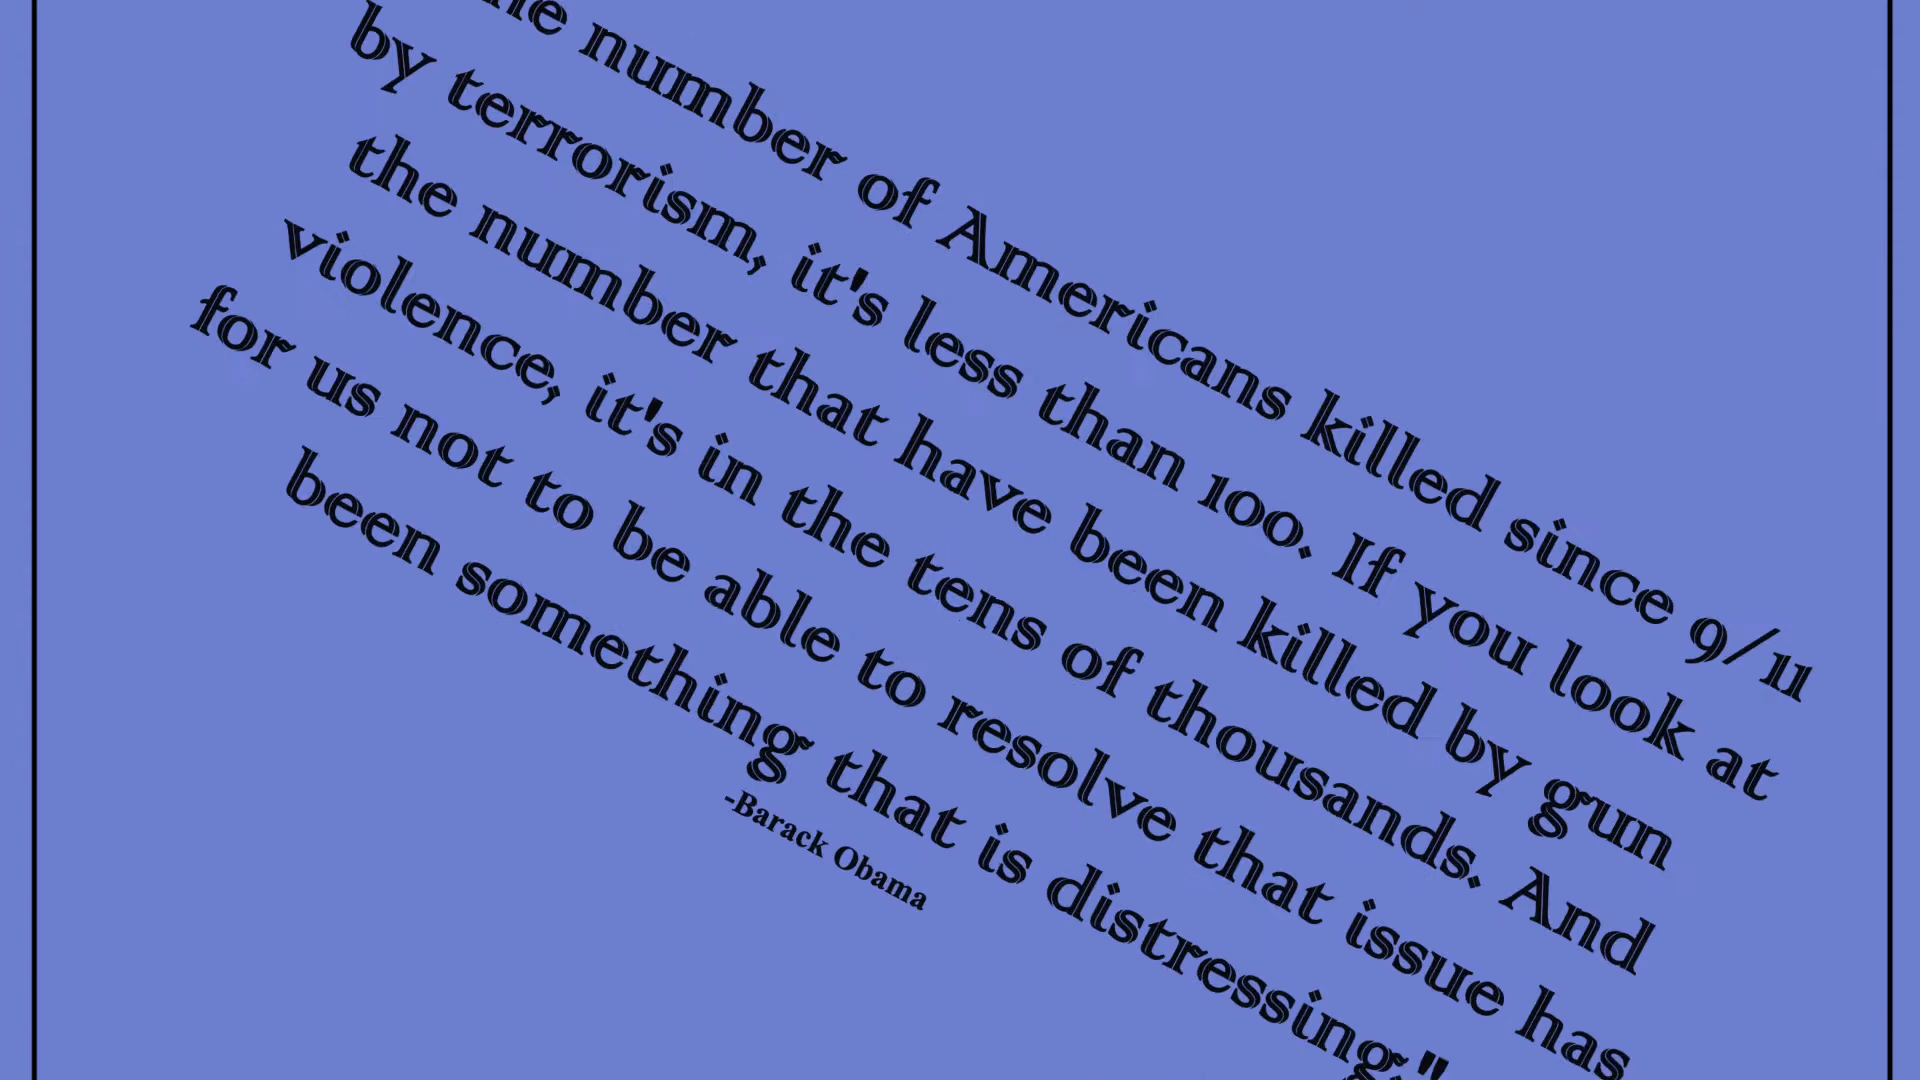 number of Americans killed since 9/11
by terrorism, it's less than 100. If you look at
the number that have been killed by gun
violence, it's in the tens of thousands. And
for us not to be able to resolve that issue has
been something that is distressing."
-Barack Obama